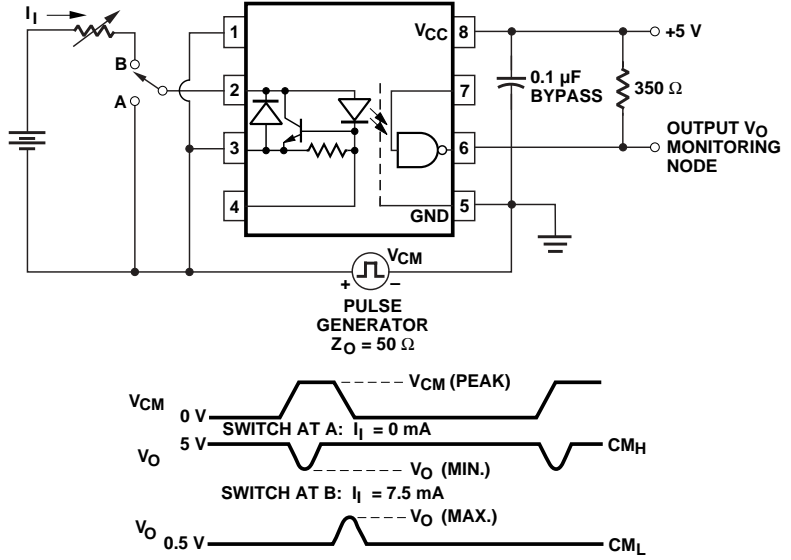 I_I
B
A
1
2
3
4
V_CC 8
7
6
GND 5
+5 V
0.1 µF
BYPASS
350 Ω
OUTPUT V_O
MONITORING
NODE
V_CM
+ −
PULSE
GENERATOR
Z_O = 50 Ω
V_CM (PEAK)
V_CM 0 V
SWITCH AT A: I_I = 0 mA
V_O 5 V CM_H
V_O (MIN.)
SWITCH AT B: I_I = 7.5 mA
V_O (MAX.)
V_O 0.5 V CM_L